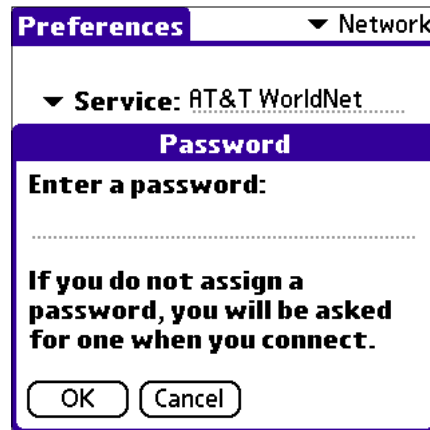 Preferences ▼ Network
▼ Service: AT&T WorldNet
Password
Enter a password:
If you do not assign a
password, you will be asked
for one when you connect.
OK Cancel